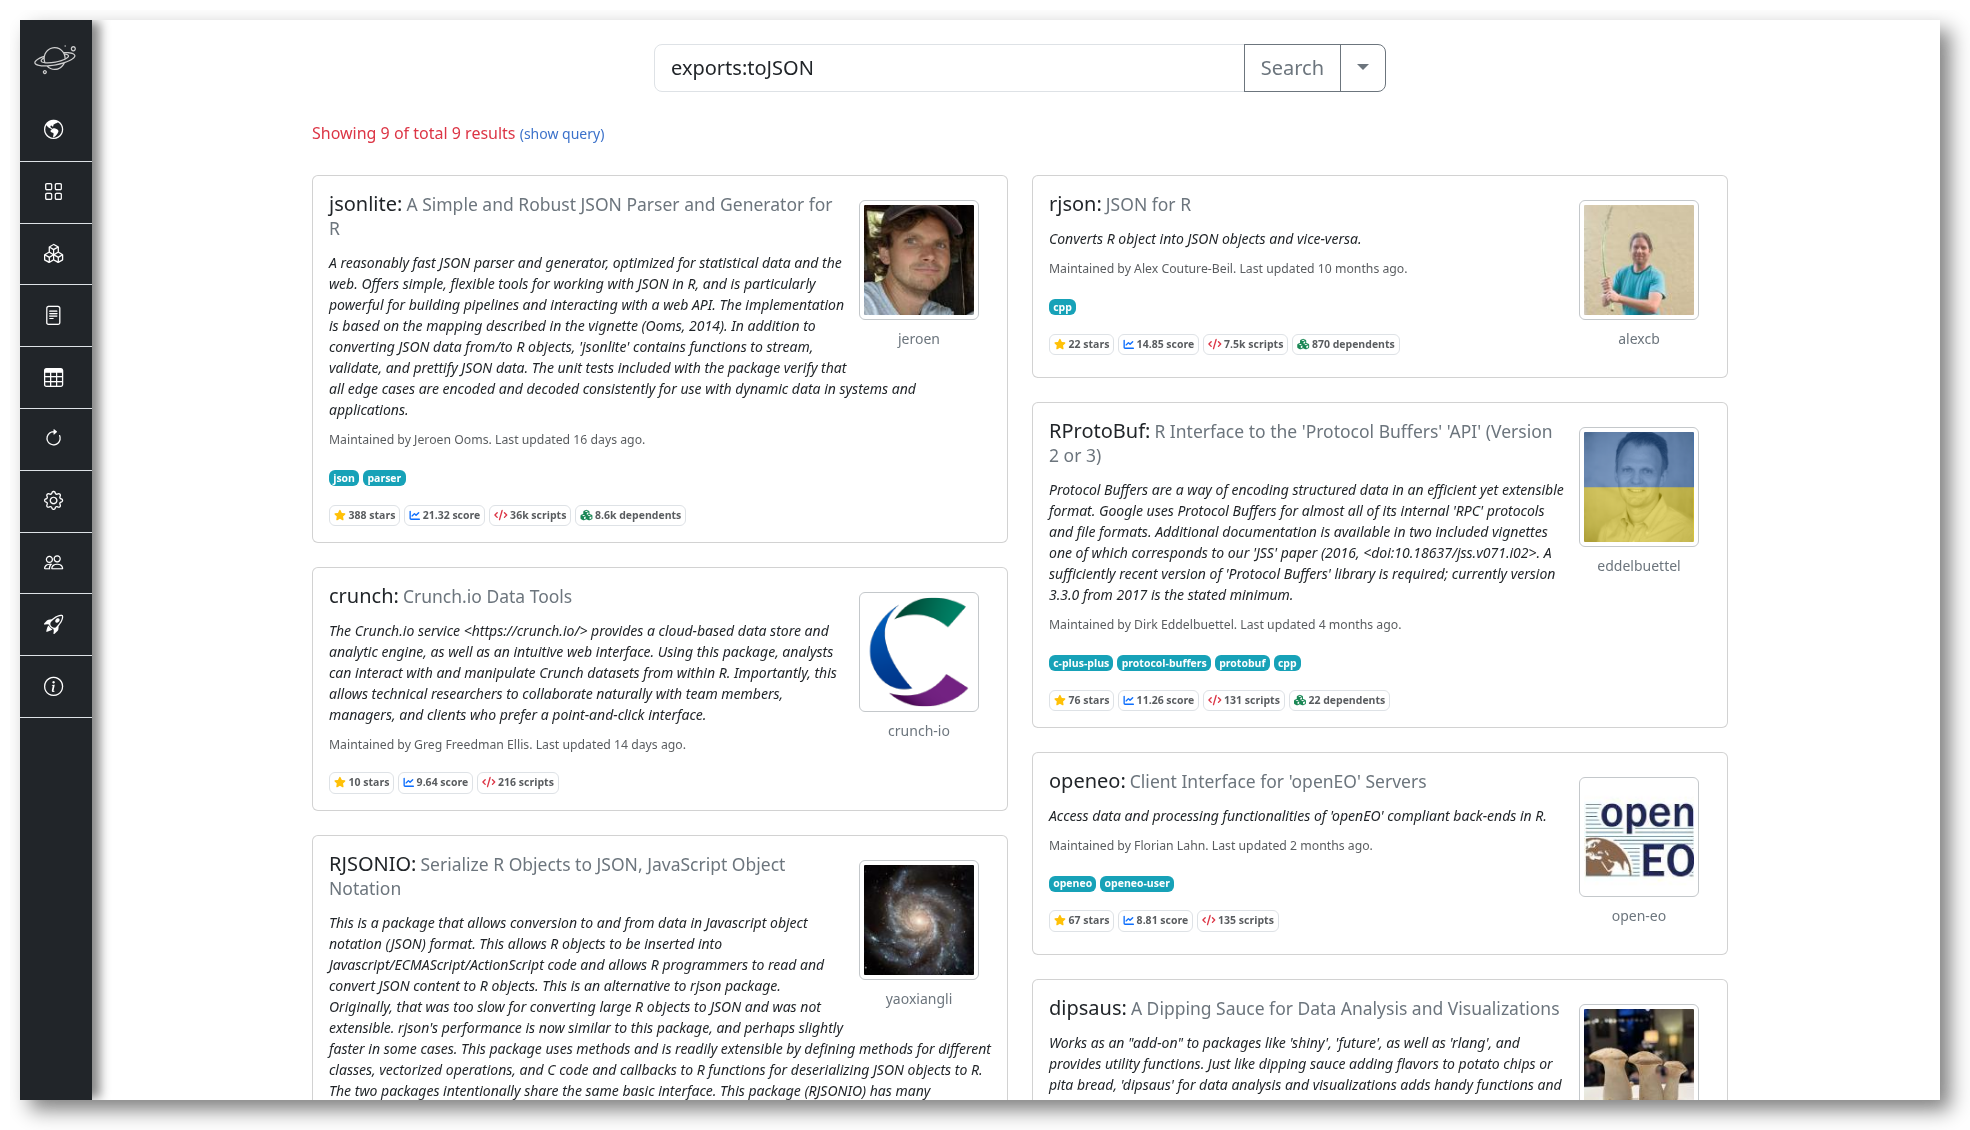 exports:toJSON
Search
Showing 9 of total 9 results (show query)
jsonlite: A Simple and Robust JSON Parser and Generator for
R
A reasonably fast JSON parser and generator, optimized for statistical data and the
web. Offers simple, flexible tools for working with JSON in R, and is particularly
powerful for building pipelines and interacting with a web API. The implementation
is based on the mapping described in the vignette (Ooms, 2014). In addition to
converting JSON data from/to R objects, 'jsonlite' contains functions to stream,
validate, and prettify JSON data. The unit tests included with the package verify that
all edge cases are encoded and decoded consistently for use with dynamic data in systems and
applications.
Maintained by Jeroen Ooms. Last updated 16 days ago.
json parser
388 stars 21.32 score 36k scripts 8.6k dependents
jeroen
crunch: Crunch.io Data Tools
The Crunch.io service <https://crunch.io/> provides a cloud-based data store and
analytic engine, as well as an intuitive web interface. Using this package, analysts
can interact with and manipulate Crunch datasets from within R. Importantly, this
allows technical researchers to collaborate naturally with team members,
managers, and clients who prefer a point-and-click interface.
Maintained by Greg Freedman Ellis. Last updated 14 days ago.
10 stars 9.64 score 216 scripts
crunch-io
RJSONIO: Serialize R Objects to JSON, JavaScript Object
Notation
This is a package that allows conversion to and from data in Javascript object
notation (JSON) format. This allows R objects to be inserted into
Javascript/ECMAScript/ActionScript code and allows R programmers to read and
convert JSON content to R objects. This is an alternative to rjson package.
Originally, that was too slow for converting large R objects to JSON and was not
extensible. rjson's performance is now similar to this package, and perhaps slightly
faster in some cases. This package uses methods and is readily extensible by defining methods for different
classes, vectorized operations, and C code and callbacks to R functions for deserializing JSON objects to R.
The two packages intentionally share the same basic interface. This package (RJSONIO) has many
yaoxiangli
rjson: JSON for R
Converts R object into JSON objects and vice-versa.
Maintained by Alex Couture-Beil. Last updated 10 months ago.
cpp
22 stars 14.85 score 7.5k scripts 870 dependents
alexcb
RProtoBuf: R Interface to the 'Protocol Buffers' 'API' (Version
2 or 3)
Protocol Buffers are a way of encoding structured data in an efficient yet extensible
format. Google uses Protocol Buffers for almost all of its internal 'RPC' protocols
and file formats. Additional documentation is available in two included vignettes
one of which corresponds to our 'JSS' paper (2016, <doi:10.18637/jss.v071.i02>. A
sufficiently recent version of 'Protocol Buffers' library is required; currently version
3.3.0 from 2017 is the stated minimum.
Maintained by Dirk Eddelbuettel. Last updated 4 months ago.
c-plus-plus protocol-buffers protobuf cpp
76 stars 11.26 score 131 scripts 22 dependents
eddelbuettel
openeo: Client Interface for 'openEO' Servers
Access data and processing functionalities of 'openEO' compliant back-ends in R.
Maintained by Florian Lahn. Last updated 2 months ago.
openeo openeo-user
67 stars 8.81 score 135 scripts
open
EO
open-eo
dipsaus: A Dipping Sauce for Data Analysis and Visualizations
Works as an "add-on" to packages like 'shiny', 'future', as well as 'rlang', and
provides utility functions. Just like dipping sauce adding flavors to potato chips or
pita bread, 'dipsaus' for data analysis and visualizations adds handy functions and